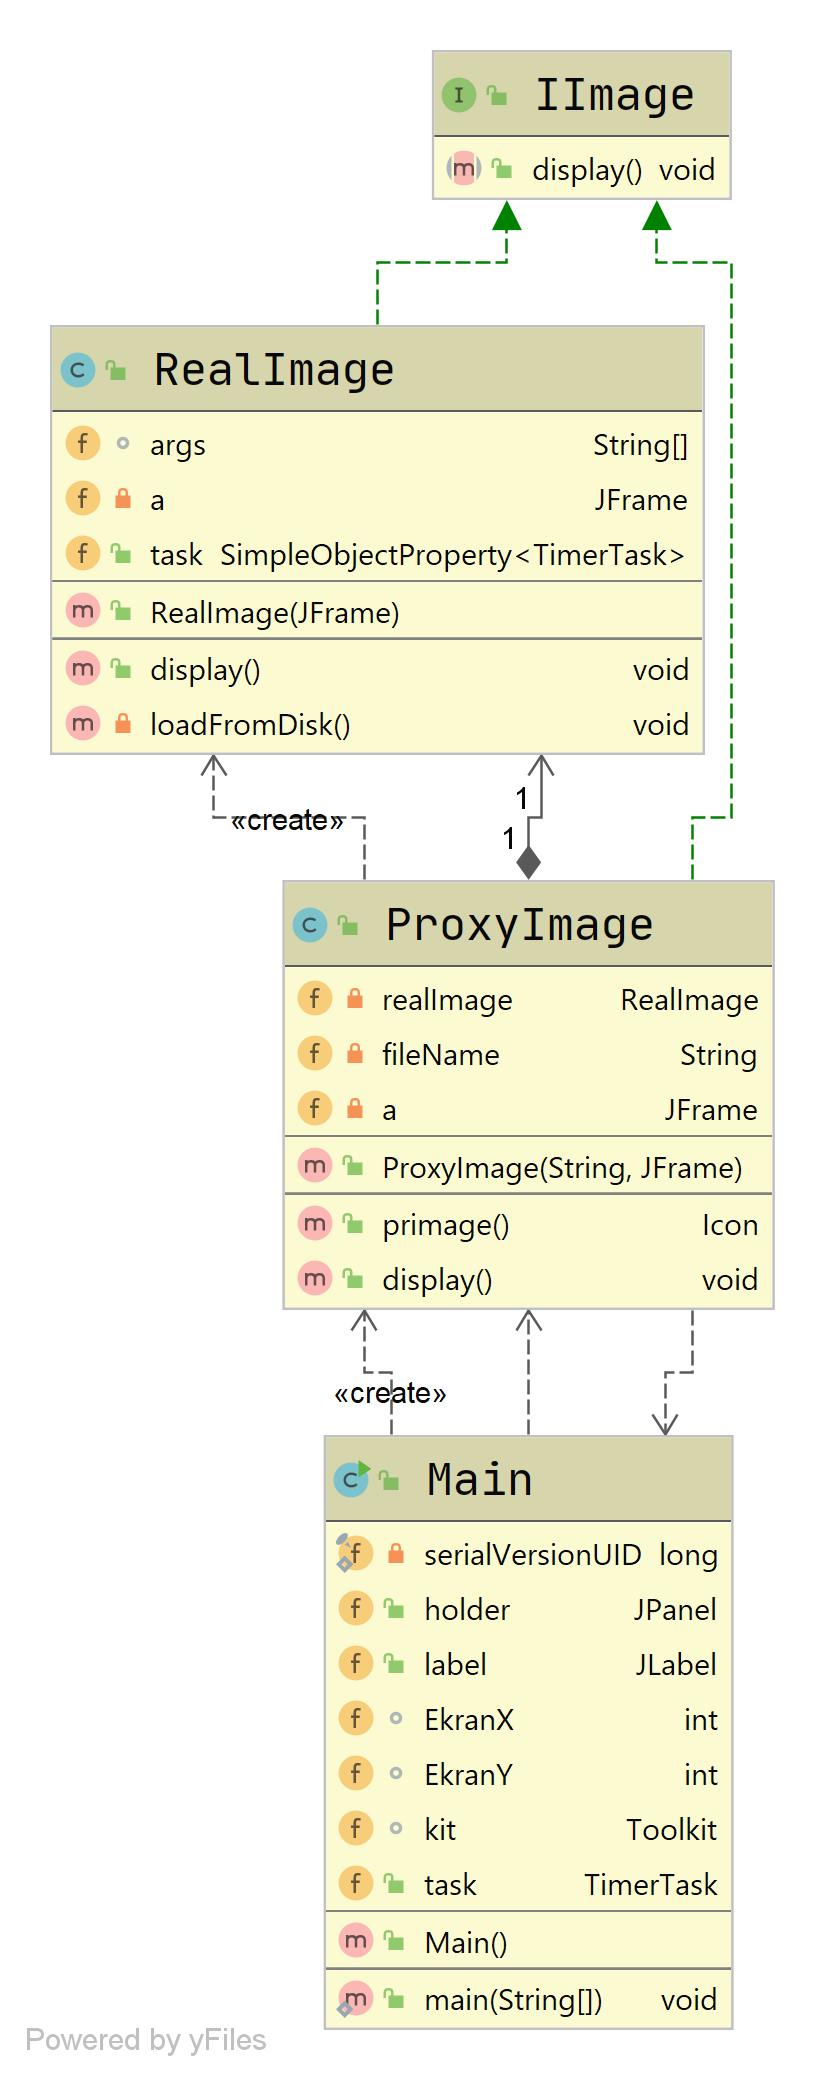 IImage
display() void
RealImage
args String[]
a JFrame
task SimpleObjectProperty<TimerTask>
RealImage(JFrame)
display() void
loadFromDisk() void
«create»
1
1
ProxyImage
realImage RealImage
fileName String
a JFrame
ProxyImage(String, JFrame)
primage() Icon
display() void
«create»
Main
serialVersionUID long
holder JPanel
label JLabel
EkranX int
EkranY int
kit Toolkit
task TimerTask
Main()
main(String[]) void
Powered by yFiles